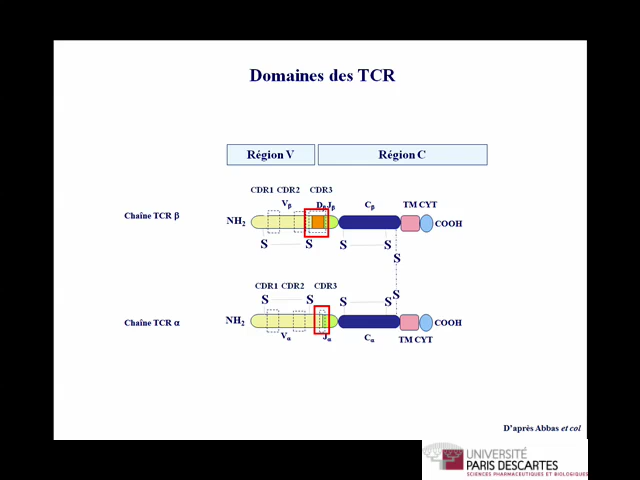 Domaines des TCR
Région V Région C
CDR1 CDR2 CDR3
Vβ DβJβ Cβ TM CYT
Chaîne TCR β NH2 COOH
S S S S
S
CDR1 CDR2 CDR3 S
S S S S
Chaîne TCR α NH2 COOH
Vα Jα Cα TM CYT
D'après Abbas et col
UNIVERSITÉ
PARIS DESCARTES
SCIENCES PHARMACEUTIQUES ET BIOLOGIQUES